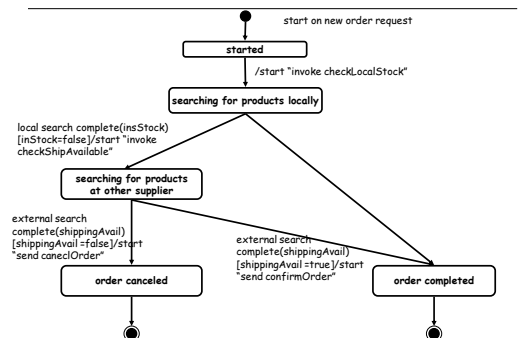 start on new order request
started
/start “invoke checkLocalStock”
searching for products locally
local search complete(insStock)
[inStock=false]/start “invoke
checkShipAvailable”
searching for products
at other supplier
external search
complete(shippingAvail)
[shippingAvail =false]/start
“send caneclOrder”
external search
complete(shippingAvail)
[shippingAvail =true]/start
“send confirmOrder”
order canceled
order completed